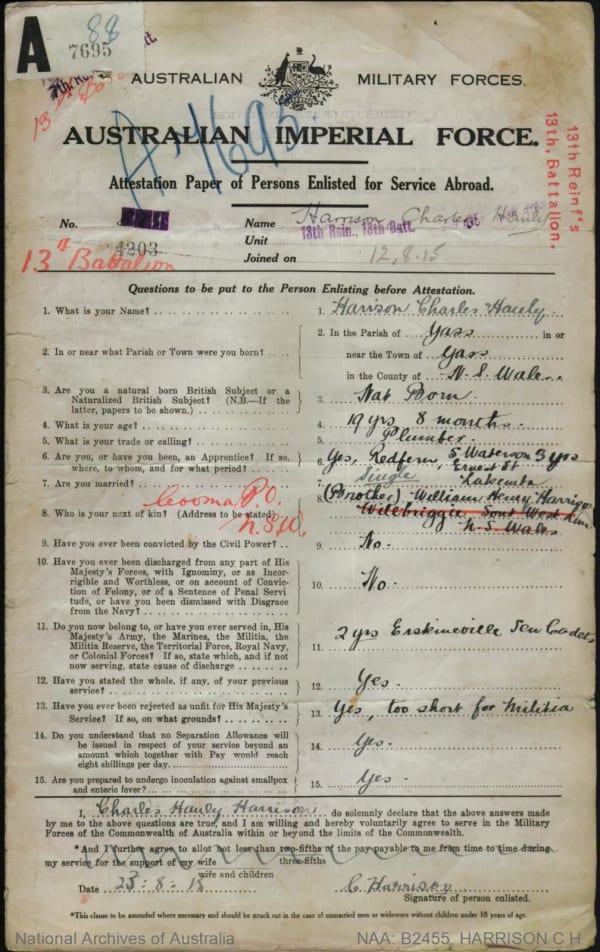 A
88
7695
13th Ba
AUSTRALIAN MILITARY FORCES.
A-7695
AUSTRALIAN IMPERIAL FORCE.
Attestation Paper of Persons Enlisted for Service Abroad.
13th Reinf's
13th, Battalion,
No. 4203 Name Harrison Charles Hauly
13th Rein., 13th Batt.
Unit
13th Battalion
Joined on 12.8.15
Questions to be put to the Person Enlisting before Attestation.
1. What is your Name? 1. Harrison Charles Hauly
2. In or near what Parish or Town were you born? 2. In the Parish of Yass in or
near the Town of Yass
in the County of N. S. Wales
3. Are you a natural born British Subject or a
Naturalized British Subject? (N.B.—If the
latter, papers to be shown.) 3. Nat. Born
4. What is your age? 4. 19 yrs 8 months
5. What is your trade or calling? 5. Plumber
6. Are you, or have you been, an Apprentice? If so,
where, to whom, and for what period? 6. Yes, Redfern, S Waterson 3 yrs
Ernest St
7. Are you married? 7. Single
Lakemba
Cooma P.O.
N.S.W.
8. Who is your next of kin? (Address to be stated) 8. (Brother) William Henry Harrison
Willbriggie
N. S. Wales
9. Have you ever been convicted by the Civil Power? 9. No.
10. Have you ever been discharged from any part of His
Majesty's Forces, with Ignominy, or as Incor-
rigible and Worthless, or on account of Convic-
tion of Felony, or of a Sentence of Penal Servi
tude, or have you been dismissed with Disgrace
from the Navy? 10. No.
11. Do you now belong to, or have you ever served in, His
Majesty's Army, the Marines, the Militia, the
Militia Reserve, the Territorial Force, Royal Navy,
or Colonial Forces? If so, state which, and if not
now serving, state cause of discharge 11. 2 yrs Erskineville Sen Cadets
12. Have you stated the whole, if any, of your previous
service? 12. Yes.
13. Have you ever been rejected as unfit for His Majesty's
Service? If so, on what grounds? 13. Yes, too short for Militia
14. Do you understand that no Separation Allowance will
be issued in respect of your service beyond an
amount which together with Pay would reach
eight shillings per day. 14. Yes.
15. Are you prepared to undergo inoculation against smallpox
and enteric fever? 15. Yes.
I, Charles Hauly Harrison do solemnly declare that the above answers made
by me to the above questions are true, and I am willing and hereby voluntarily agree to serve in the Military
Forces of the Commonwealth of Australia within or beyond the limits of the Commonwealth.
*And I further agree to allot not less than two-fifths of the pay payable to me from time to time during
three-fifths
my service for the support of my wife
wife and children
Date 23.8.15 C. Harrison
Signature of person enlisted.
*This clause to be amended where necessary and should be struck out in the case of unmarried men or widowers without children under 18 years of age.
National Archives of Australia NAA: B2455, HARRISON C H